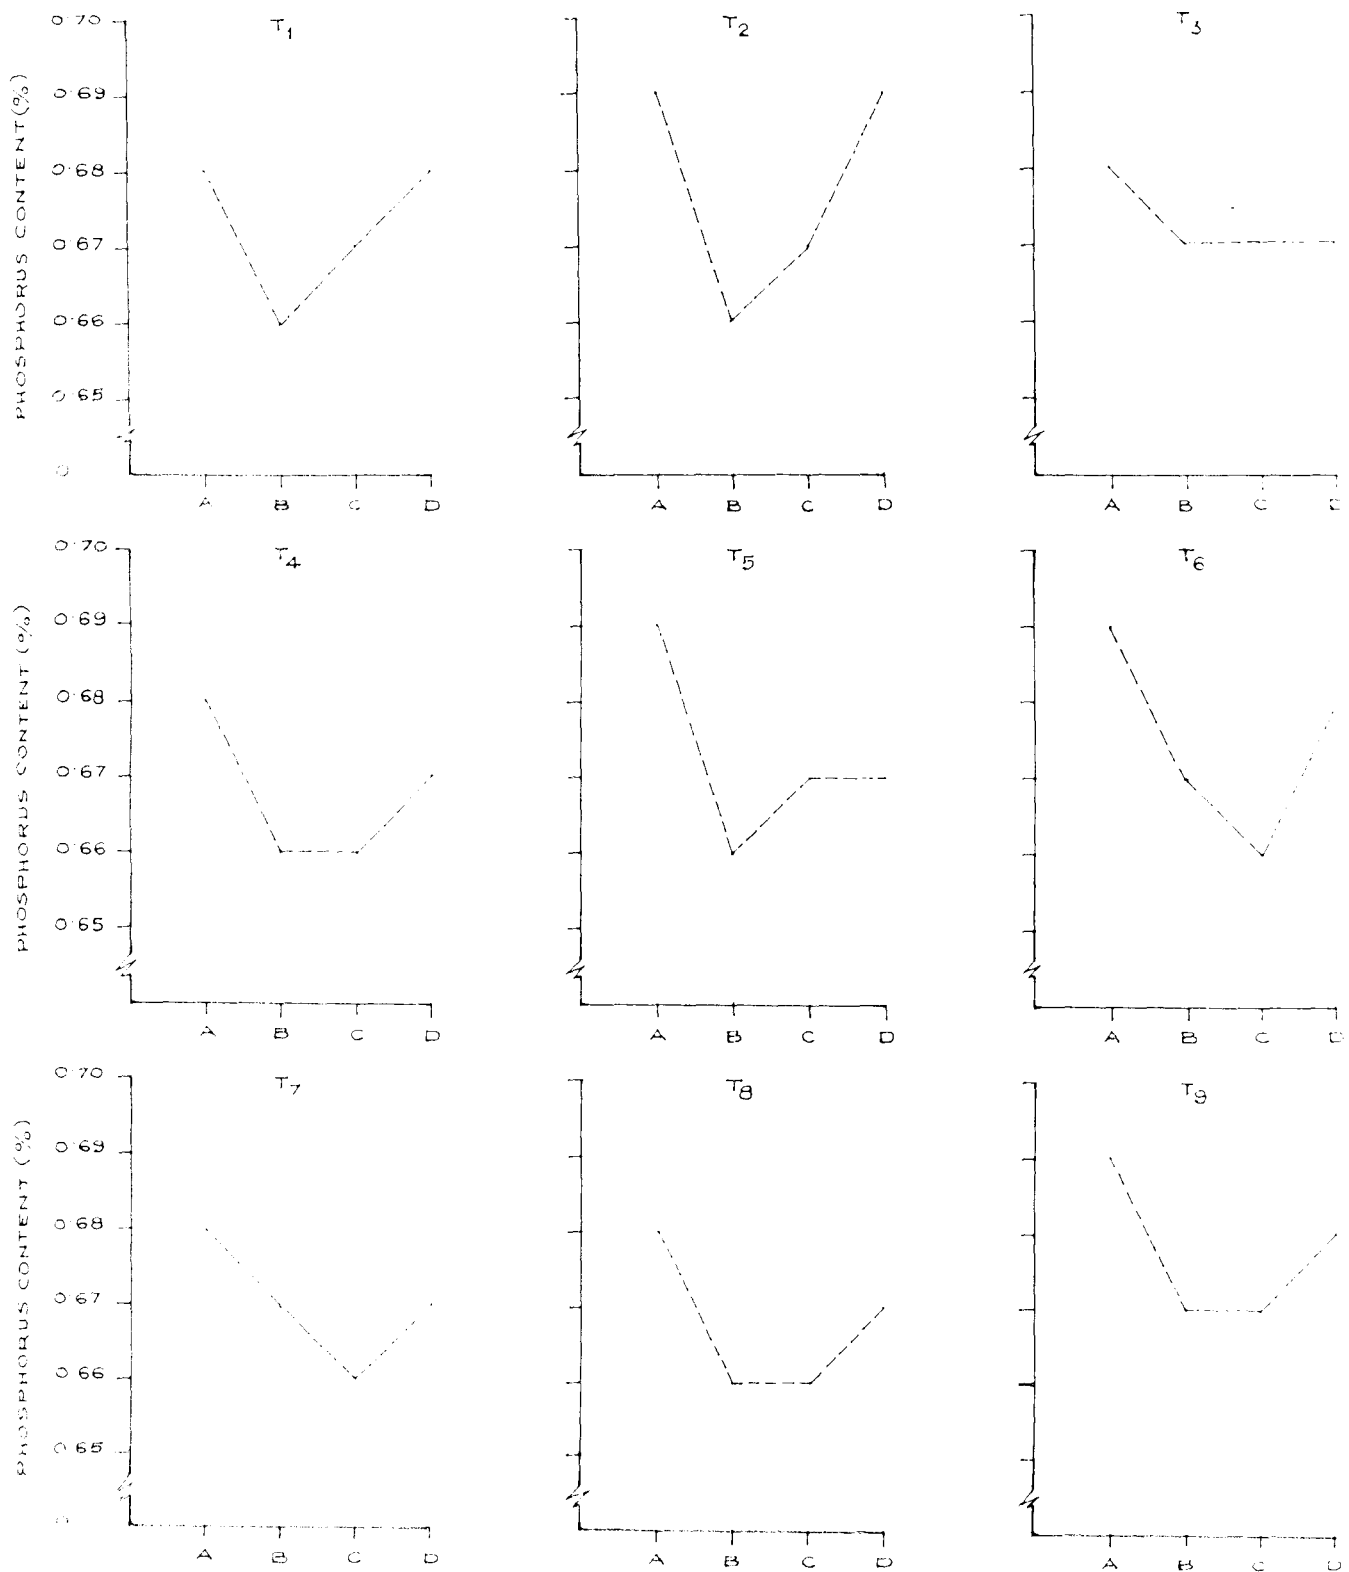 T1 T2 T3
PHOSPHORUS CONTENT (%)
0.70
0.69
0.68
0.67
0.66
0.65
0
A B C D
A B C D
A B C D
T4 T5 T6
PHOSPHORUS CONTENT (%)
0.70
0.69
0.68
0.67
0.66
0.65
A B C D
A B C D
A B C D
T7 T8 T9
PHOSPHORUS CONTENT (%)
0.70
0.69
0.68
0.67
0.66
0.65
0
A B C D
A B C D
A B C D